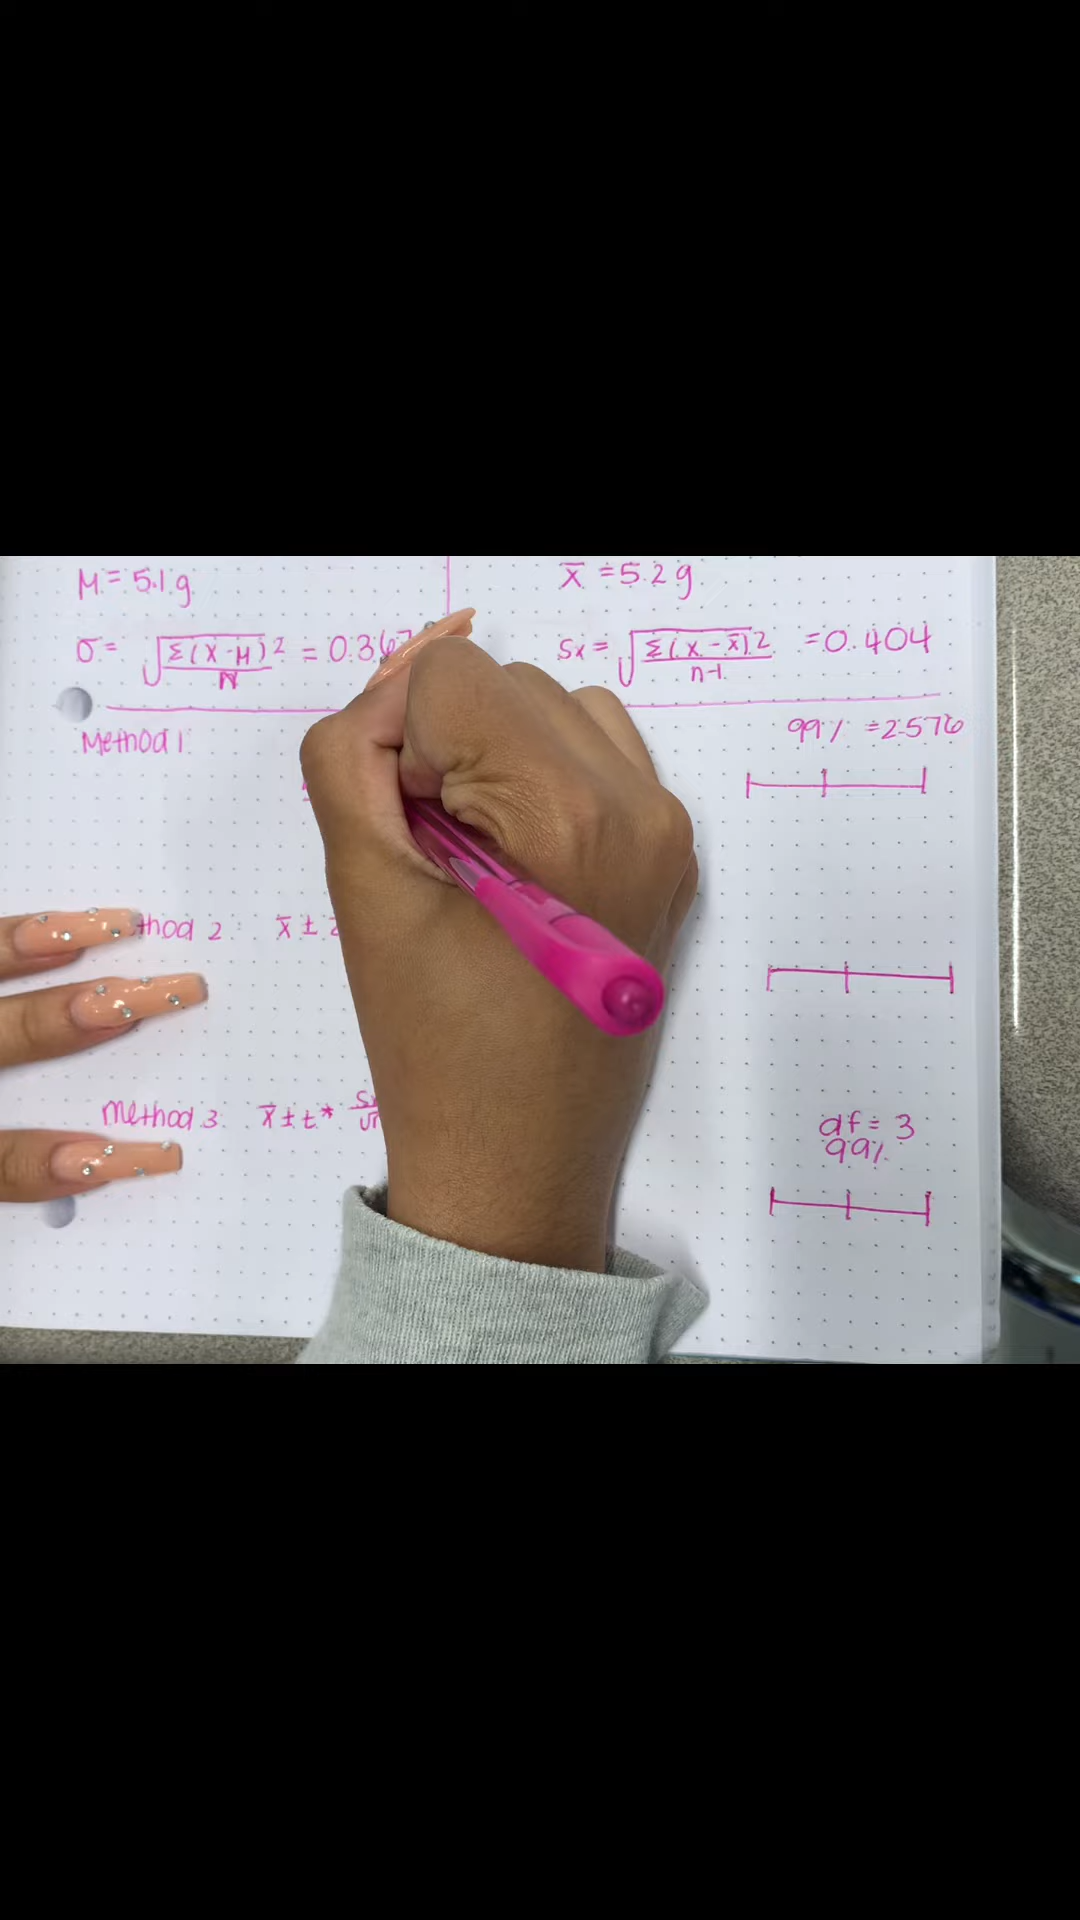 M = 5.1 g
x̄ = 5.2 g
σ = √Σ(x-M)²/N = 0.367
Sx = √Σ(x-x̄)²/n-1 = 0.404
Method 1
99% = 2.576
thod 2: x̄ ±
method 3: x̄ ± t*
df = 3
99%